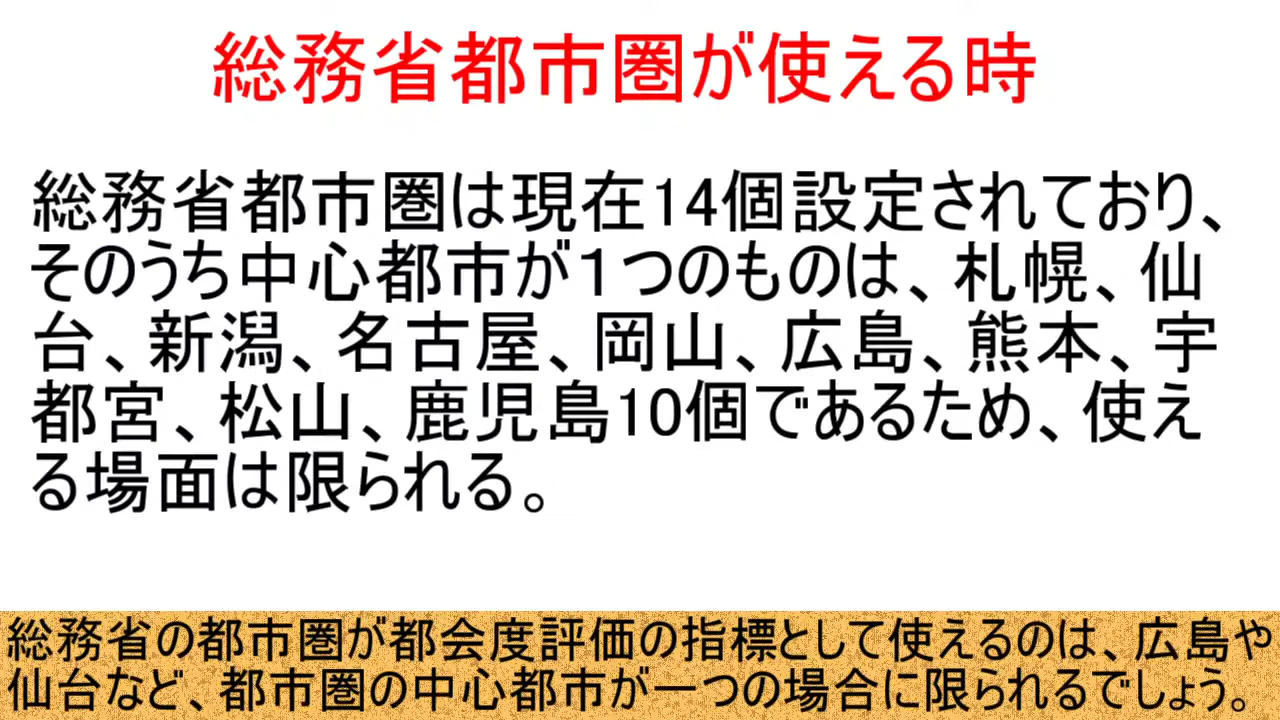 総務省都市圏が使える時
総務省都市圏は現在14個設定されており、
そのうち中心都市が１つのものは、札幌、仙
台、新潟、名古屋、岡山、広島、熊本、宇
都宮、松山、鹿児島10個であるため、使え
る場面は限られる。
総務省の都市圏が都会度評価の指標として使えるのは、広島や
仙台など、都市圏の中心都市が一つの場合に限られるでしょう。